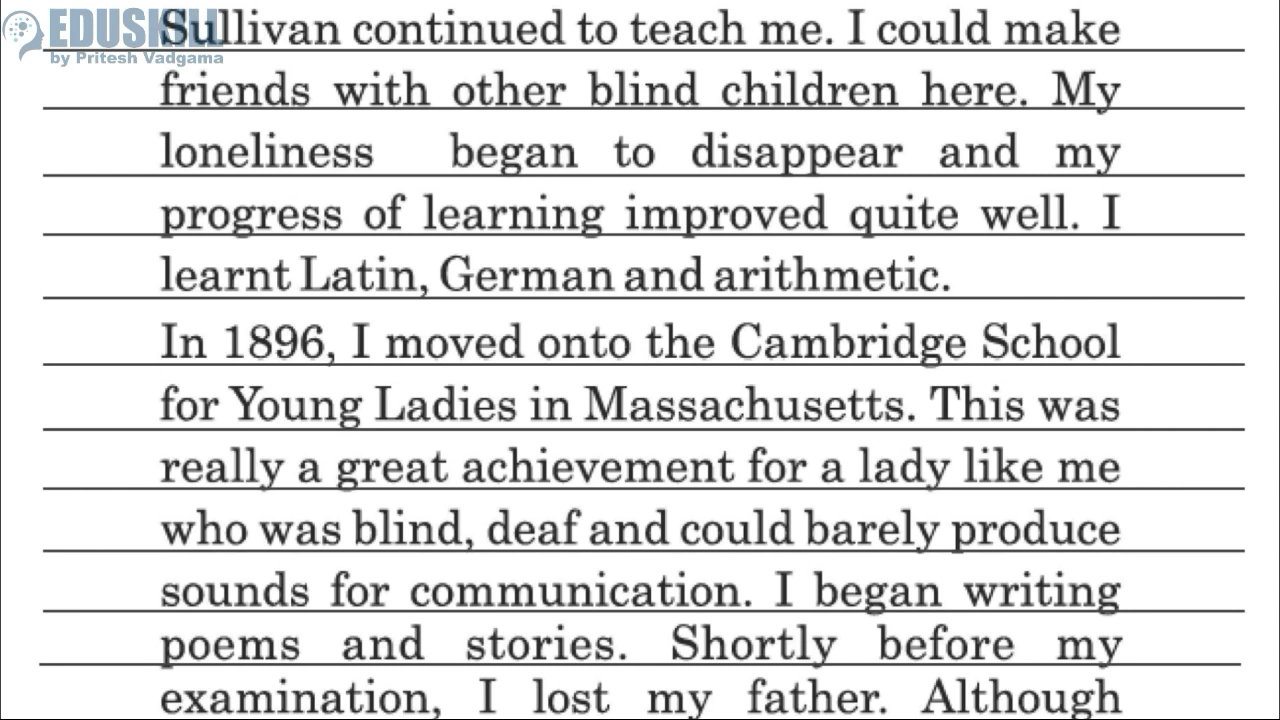 EDUSKILL
by Pritesh Vadgama
Sullivan continued to teach me. I could make
friends with other blind children here. My
loneliness began to disappear and my
progress of learning improved quite well. I
learnt Latin, German and arithmetic.
In 1896, I moved onto the Cambridge School
for Young Ladies in Massachusetts. This was
really a great achievement for a lady like me
who was blind, deaf and could barely produce
sounds for communication. I began writing
poems and stories. Shortly before my
examination, I lost my father. Although